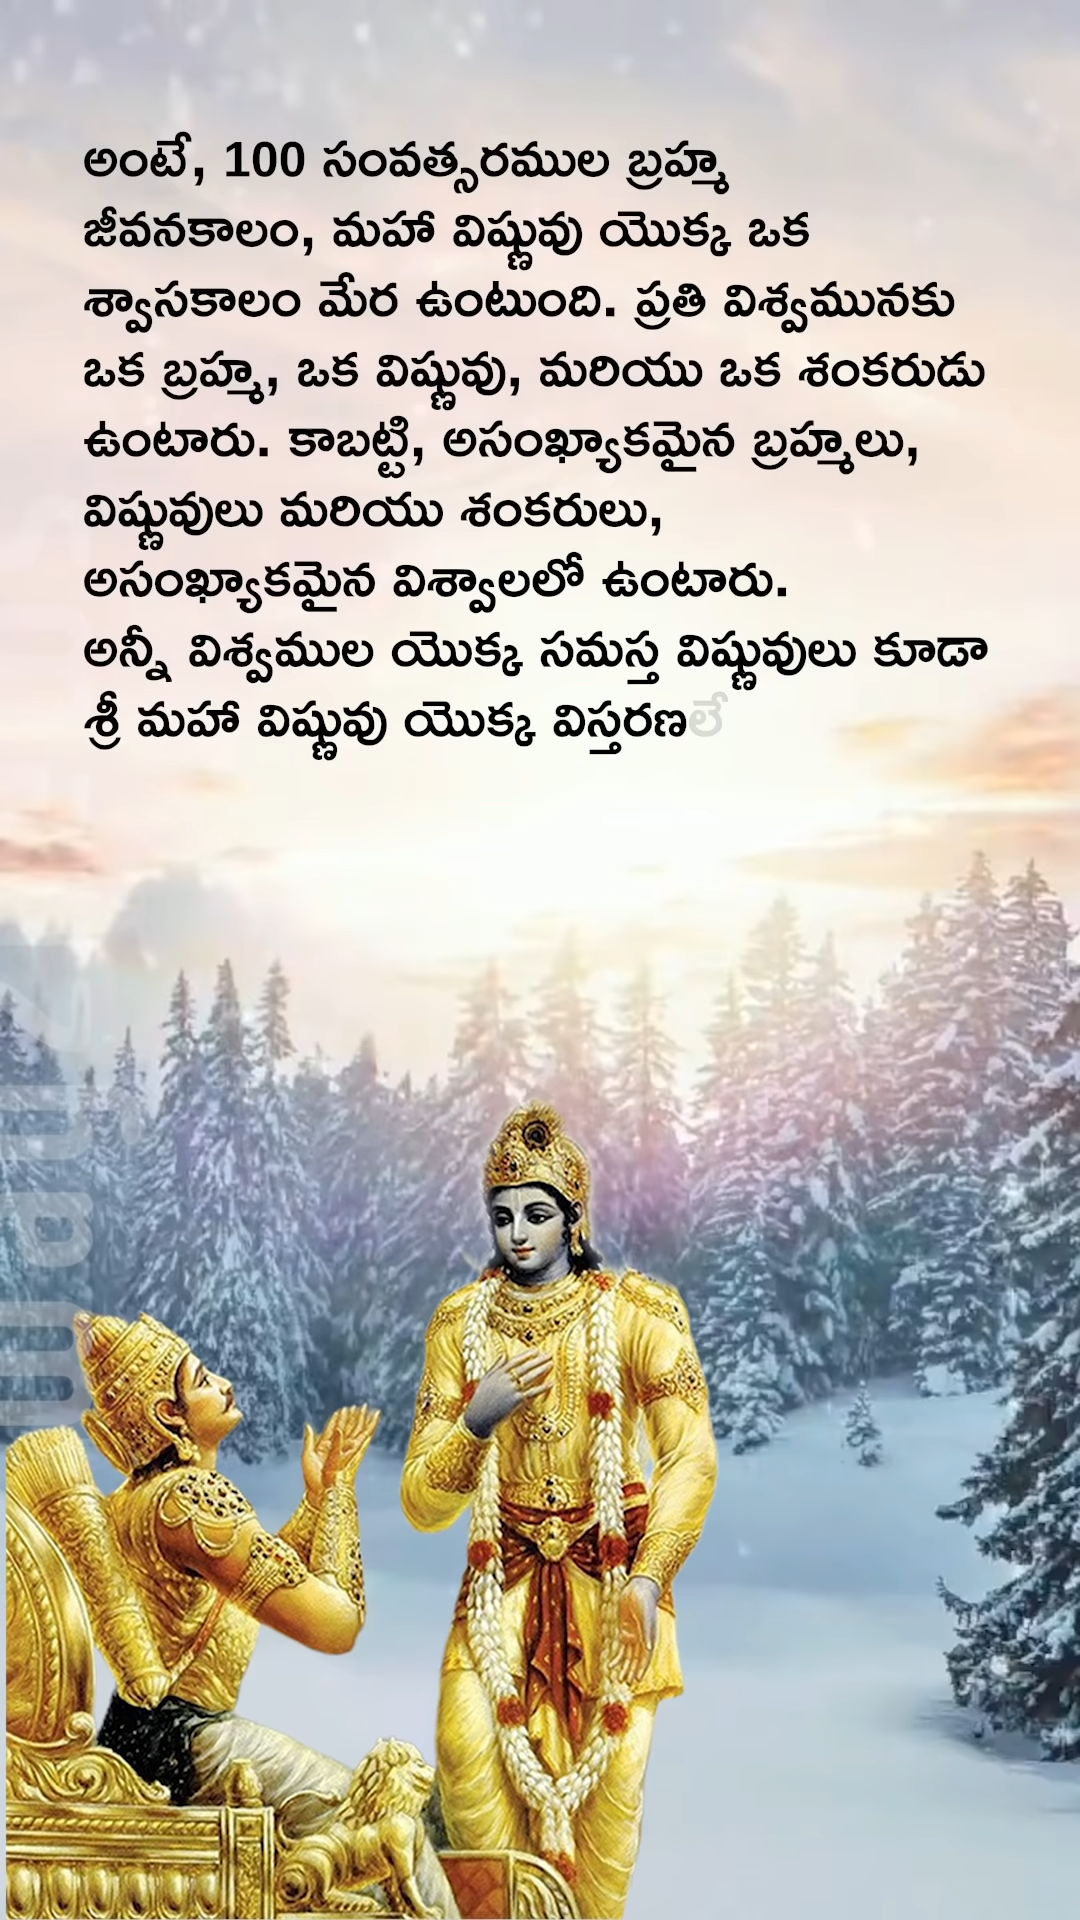 అంటే, 100 సంవత్సరముల బ్రహ్మ
జీవనకాలం, మహా విష్ణువు యొక్క ఒక
శ్వాసకాలం మేర ఉంటుంది. ప్రతి విశ్వమునకు
ఒక బ్రహ్మ, ఒక విష్ణువు, మరియు ఒక శంకరుడు
ఉంటారు. కాబట్టి, అసంఖ్యాకమైన బ్రహ్మలు,
విష్ణువులు మరియు శంకరులు,
అసంఖ్యాకమైన విశ్వాలలో ఉంటారు.
అన్నీ విశ్వముల యొక్క సమస్త విష్ణువులు కూడా
శ్రీ మహా విష్ణువు యొక్క విస్తరణలే